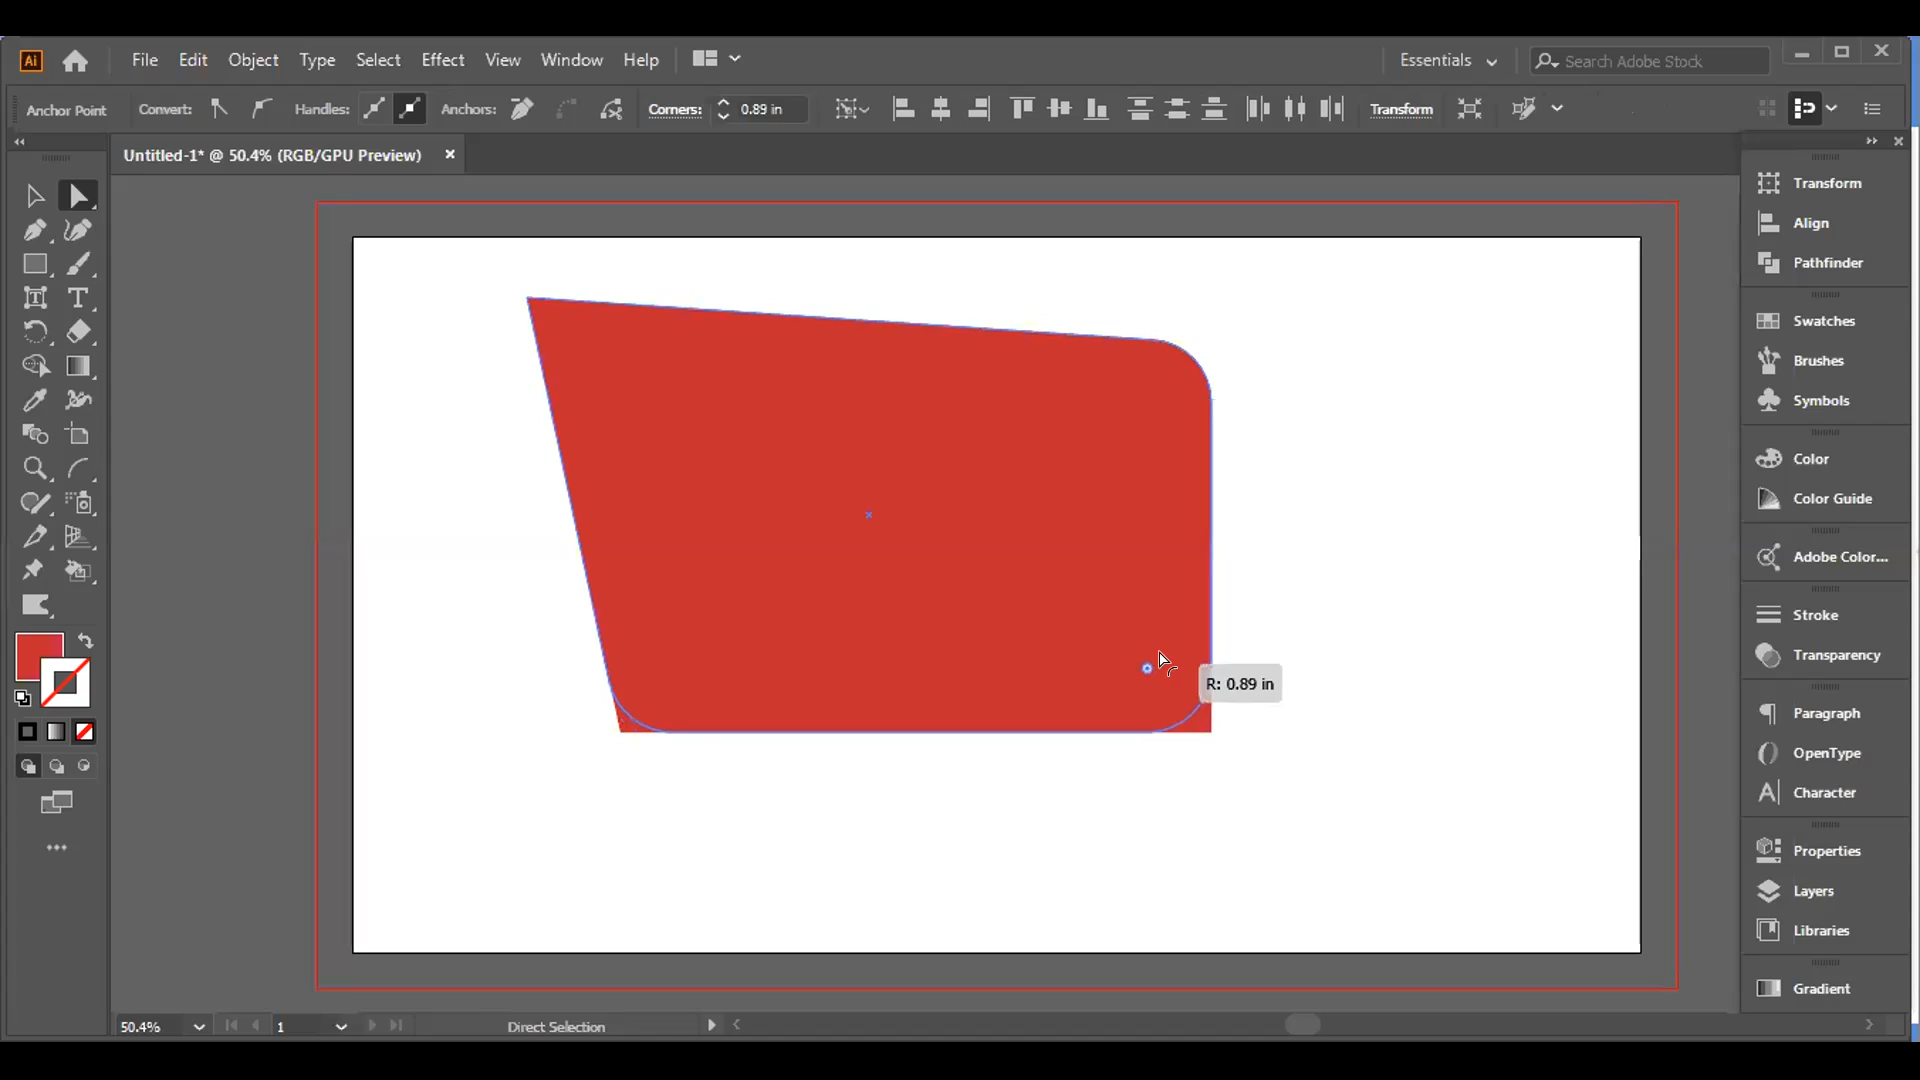 Ai File Edit Object Type Select Effect View Window Help Essentials Search Adobe Stock
Anchor Point Convert: Handles: Anchors: Corners: 0.89 in Transform
Untitled-1* @ 50.4% (RGB/GPU Preview)
Transform
Align
Pathfinder
Swatches
Brushes
Symbols
Color
Color Guide
Adobe Color...
Stroke
Transparency
R: 0.89 in
Paragraph
OpenType
Character
Properties
Layers
Libraries
Gradient
50.4% 1 Direct Selection